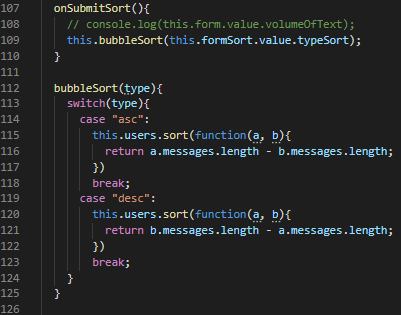 107 onSubmitSort(){
108 // console.log(this.form.value.volumeOfText);
109 this.bubbleSort(this.formSort.value.typeSort);
110 }
111
112 bubbleSort(type){
113 switch(type){
114 case "asc":
115 this.users.sort(function(a, b){
116 return a.messages.length - b.messages.length;
117 })
118 break;
119 case "desc":
120 this.users.sort(function(a, b){
121 return b.messages.length - a.messages.length;
122 })
123 break;
124 }
125 }
126